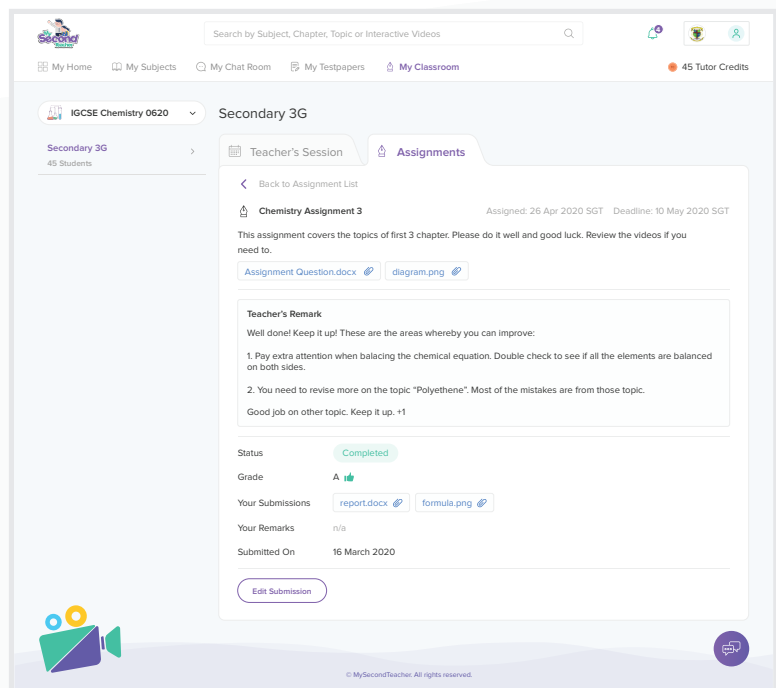 My
Second
Teacher
Search by Subject, Chapter, Topic or Interactive Videos
My Home
My Subjects
My Chat Room
My Testpapers
My Classroom
45 Tutor Credits
IGCSE Chemistry 0620
Secondary 3G
45 Students
Secondary 3G
Teacher's Session
Assignments
Back to Assignment List
Chemistry Assignment 3
Assigned: 26 Apr 2020 SGT Deadline: 10 May 2020 SGT
This assignment covers the topics of first 3 chapter. Please do it well and good luck. Review the videos if you
need to.
Assignment Question.docx
diagram.png
Teacher's Remark
Well done! Keep it up! These are the areas whereby you can improve:
1. Pay extra attention when balacing the chemical equation. Double check to see if all the elements are balanced
on both sides.
2. You need to revise more on the topic “Polyethene”. Most of the mistakes are from those topic.
Good job on other topic. Keep it up. +1
Status Completed
Grade A
Your Submissions report.docx formula.png
Your Remarks n/a
Submitted On 16 March 2020
Edit Submission
© MySecondTeacher. All rights reserved.